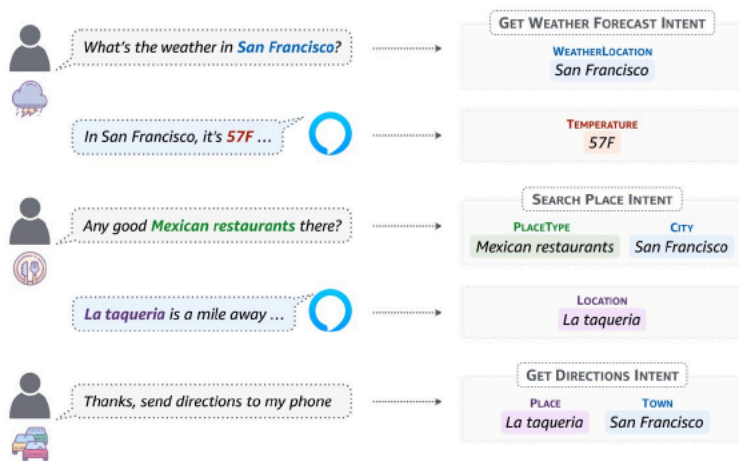 GET WEATHER FORECAST INTENT
What's the weather in San Francisco?
WEATHERLOCATION
San Francisco
In San Francisco, it's 57F ...
TEMPERATURE
57F
SEARCH PLACE INTENT
Any good Mexican restaurants there?
PLACETYPE CITY
Mexican restaurants San Francisco
La taqueria is a mile away ...
LOCATION
La taqueria
GET DIRECTIONS INTENT
Thanks, send directions to my phone
PLACE TOWN
La taqueria San Francisco